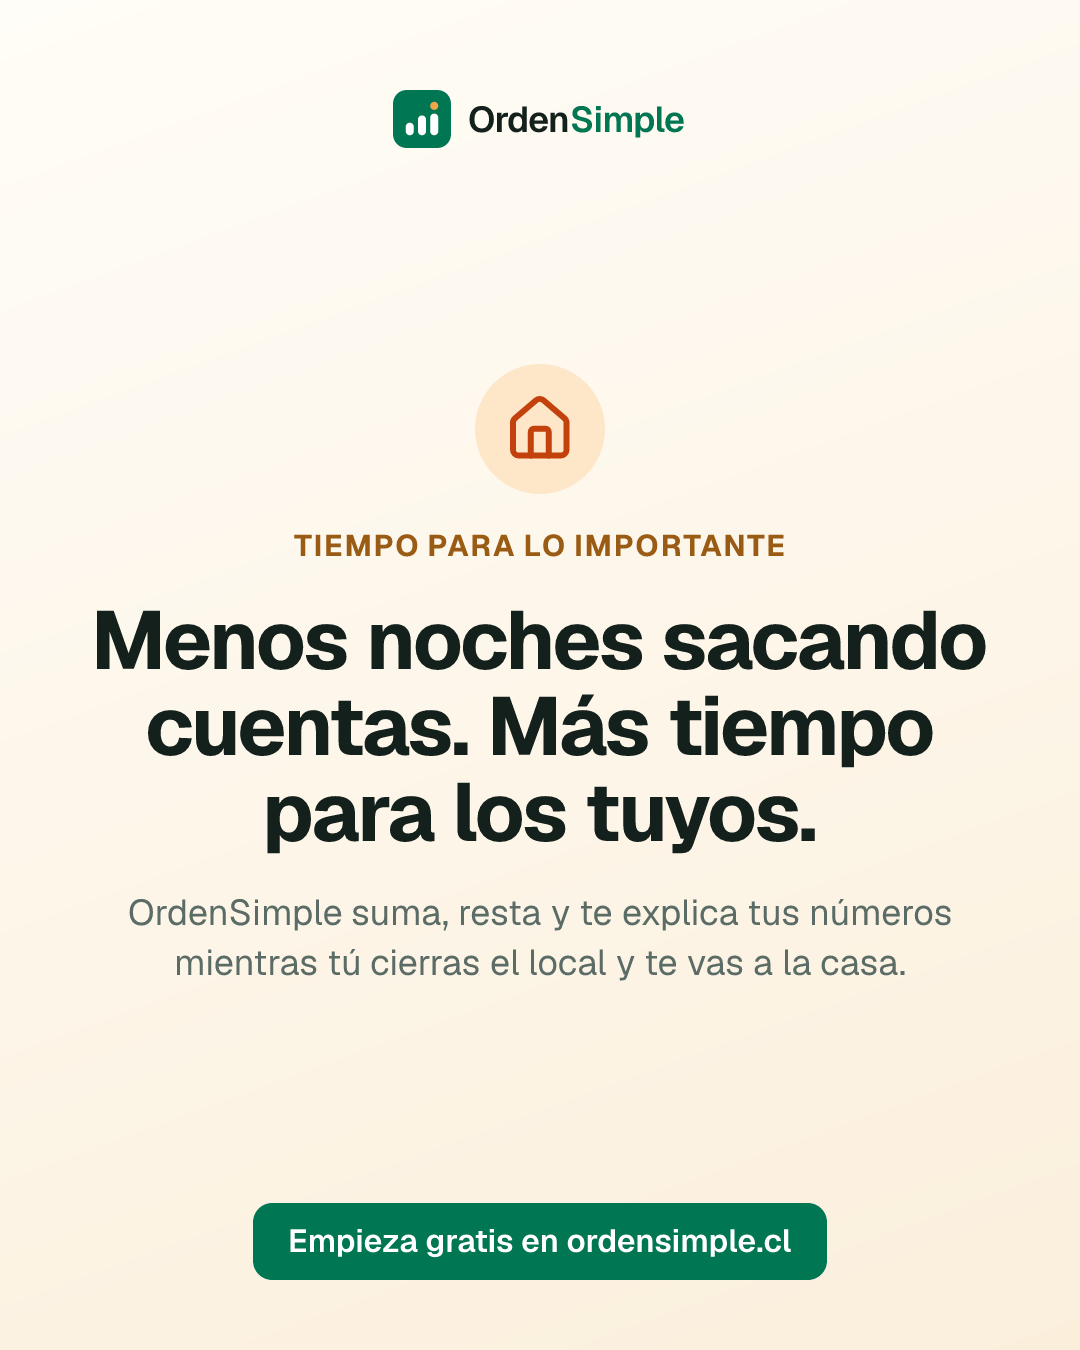 OrdenSimple
TIEMPO PARA LO IMPORTANTE
Menos noches sacando
cuentas. Más tiempo
para los tuyos.
OrdenSimple suma, resta y te explica tus números
mientras tú cierras el local y te vas a la casa.
Empieza gratis en ordensimple.cl